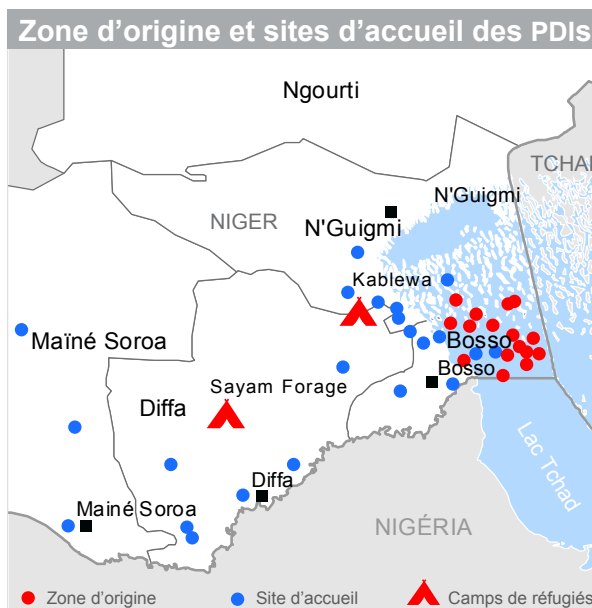 Zone d’origine et sites d’accueil des PDIs
Ngourti
TCHAD
N'Guigmi
NIGER
N'Guigmi
Kablewa
Maïné Soroa
Bosso
Bosso
Sayam Forage
Diffa
Lac Tchad
Diffa
Mainé Soroa
NIGÉRIA
Zone d’origine
Site d’accueil
Camps de réfugiés